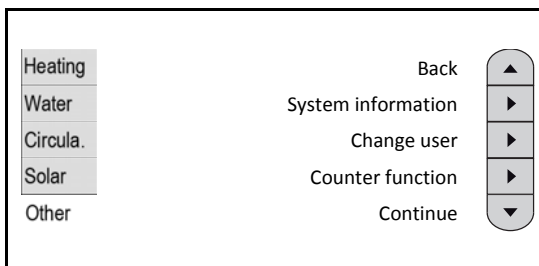 Heating Back
Water System information
Circula. Change user
Solar Counter function
Other Continue